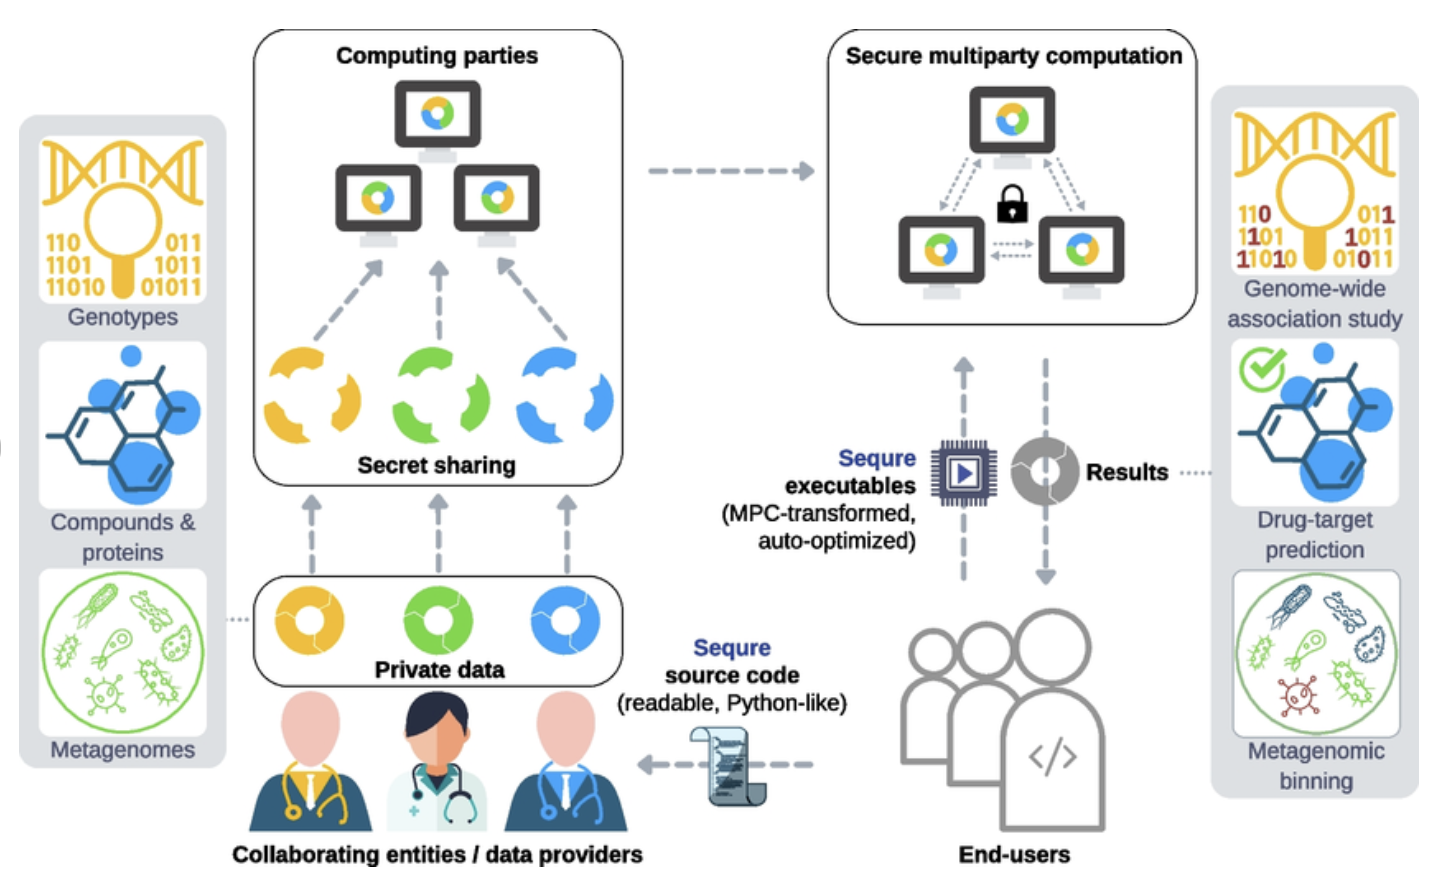 Computing parties
Secret sharing
Private data
Collaborating entities / data providers
110
1101
11010
011
1011
01011
Genotypes
Compounds &
proteins
Metagenomes
Secure multiparty computation
Sequre
executables
(MPC-transformed,
auto-optimized)
Results
Sequre
source code
(readable, Python-like)
</>
End-users
110
1101
11010
011
1011
01011
Genome-wide
association study
Drug-target
prediction
Metagenomic
binning